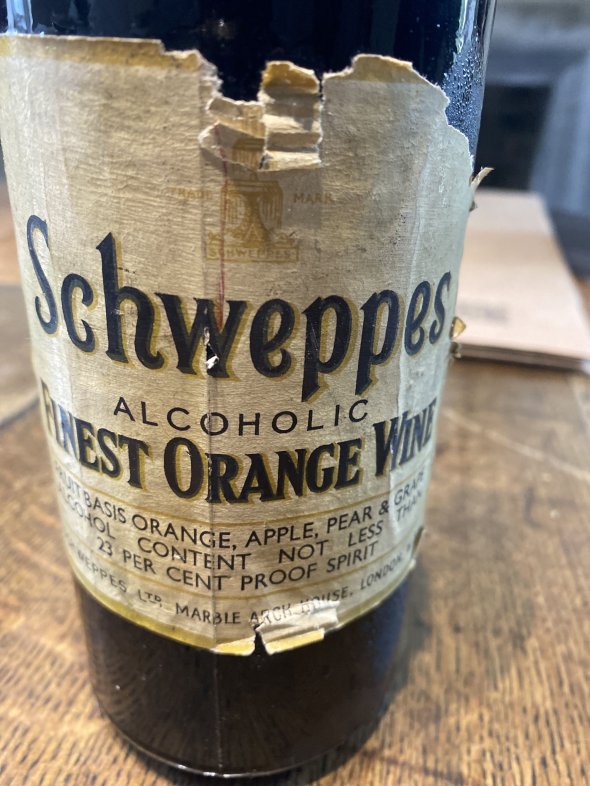 TRADE MARK
SCHWEPPES
Schweppes
ALCOHOLIC
FINEST ORANGE WINE
FRUIT BASIS ORANGE, APPLE, PEAR & GRAPE
ALCOHOL CONTENT NOT LESS THAN
23 PER CENT PROOF SPIRIT
SCHWEPPES, LTD. MARBLE ARCH HOUSE, LONDON